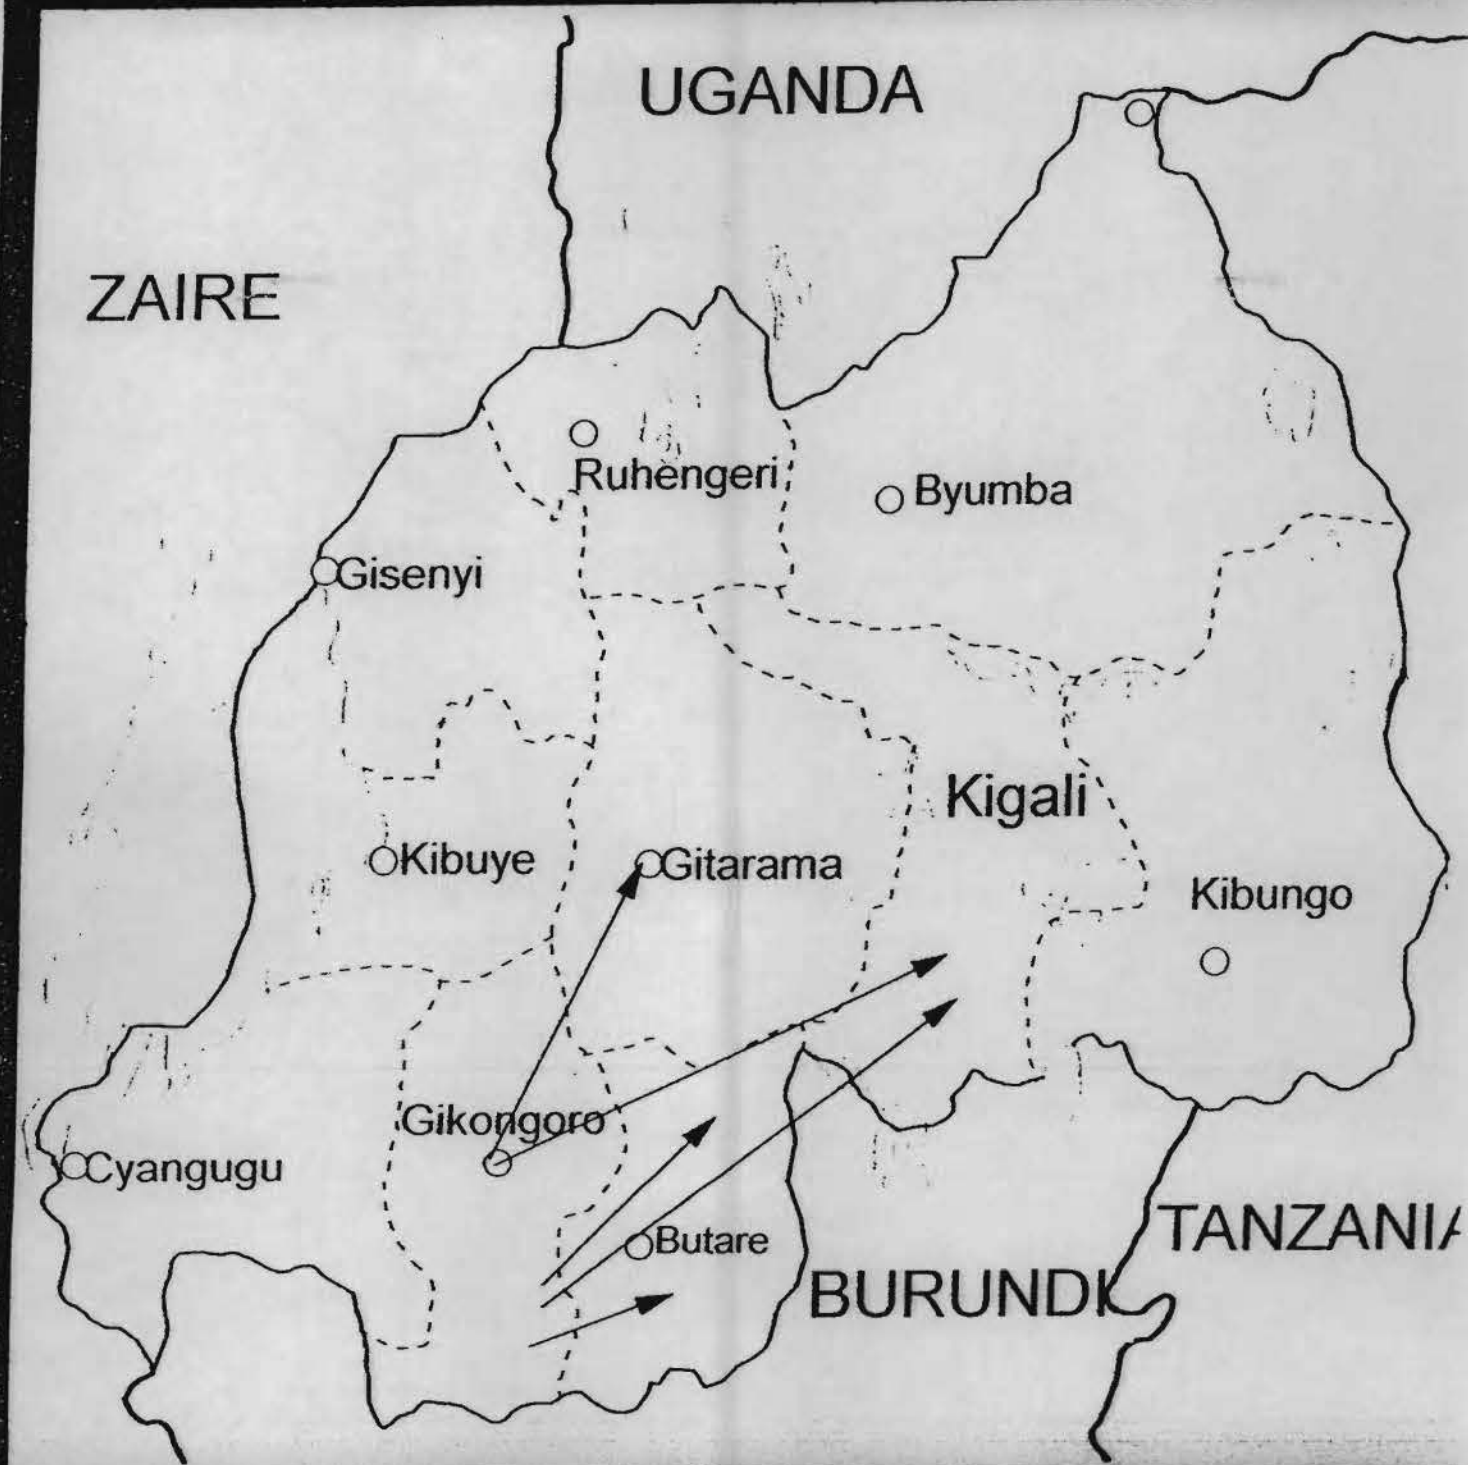 UGANDA
ZAIRE
Ruhengeri
Byumba
Gisenyi
Kigali
Kibuye
Gitarama
Kibungo
Gikongoro
Cyangugu
TANZANIA
Butare
BURUNDI